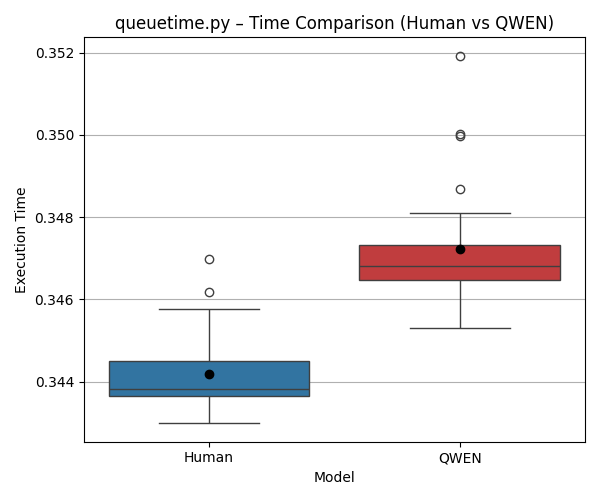 queuetime.py – Time Comparison (Human vs QWEN)
0.352
0.350
0.348
0.346
0.344
Execution Time
Human
QWEN
Model